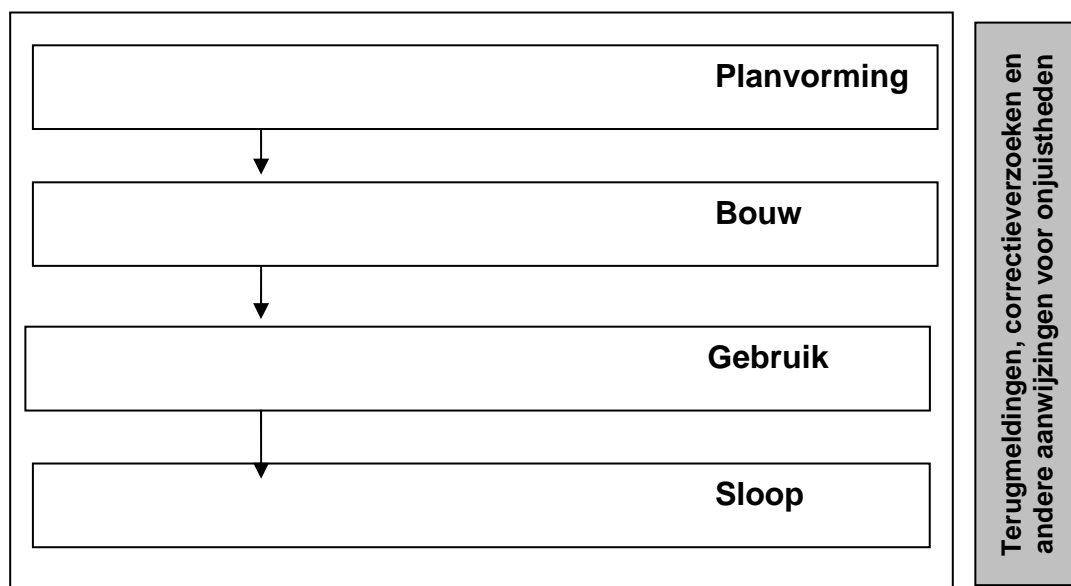 Planvorming
Bouw
Gebruik
Sloop
Terugmeldingen, correctieverzoeken en
andere aanwijzingen voor onjuistheden